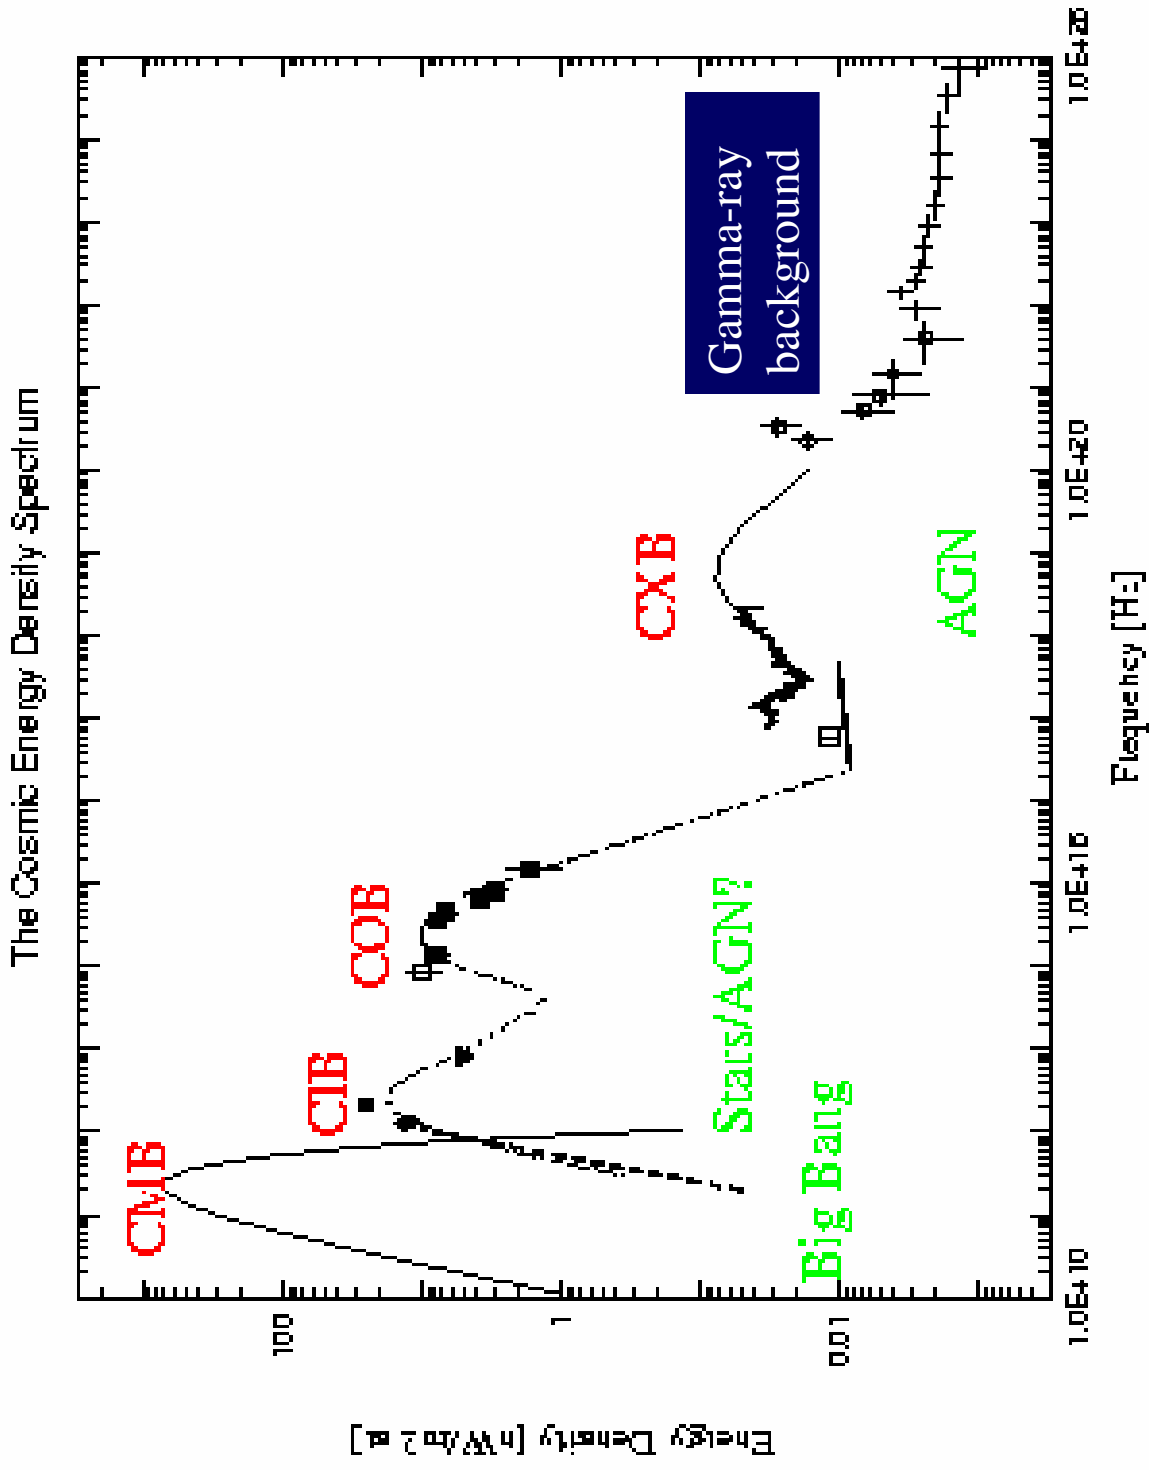 The Cosmic Energy Density Spectrum
CMB
CIB
COB
CXB
Gamma-ray
background
Big Bang
Stars/AGN?
AGN
100
1
0.01
1.0E+10
1.0E+15
1.0E+20
1.0E+26
Frequency [Hz]
Energy Density [nW/m2 sr]